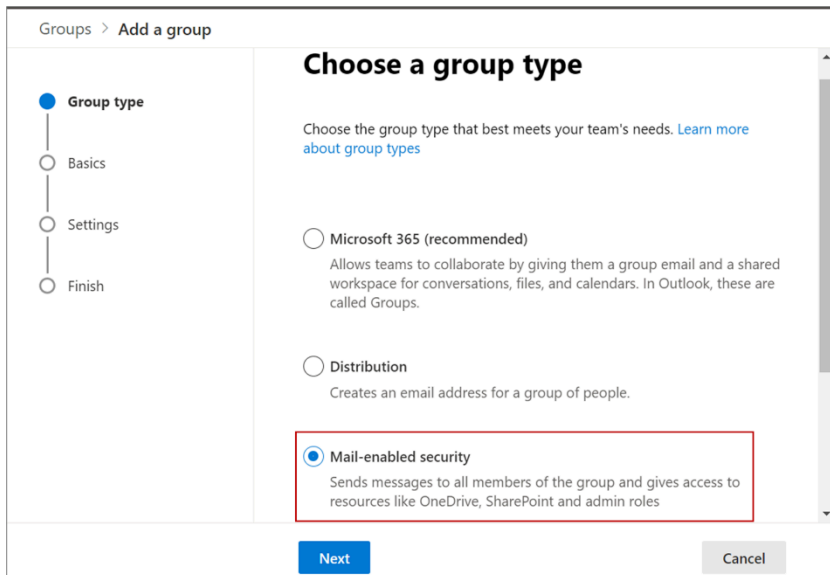 Groups > Add a group
Choose a group type
Group type
Basics
Settings
Finish
Choose the group type that best meets your team's needs. Learn more
about group types
Microsoft 365 (recommended)
Allows teams to collaborate by giving them a group email and a shared
workspace for conversations, files, and calendars. In Outlook, these are
called Groups.
Distribution
Creates an email address for a group of people.
Mail-enabled security
Sends messages to all members of the group and gives access to
resources like OneDrive, SharePoint and admin roles
Next
Cancel